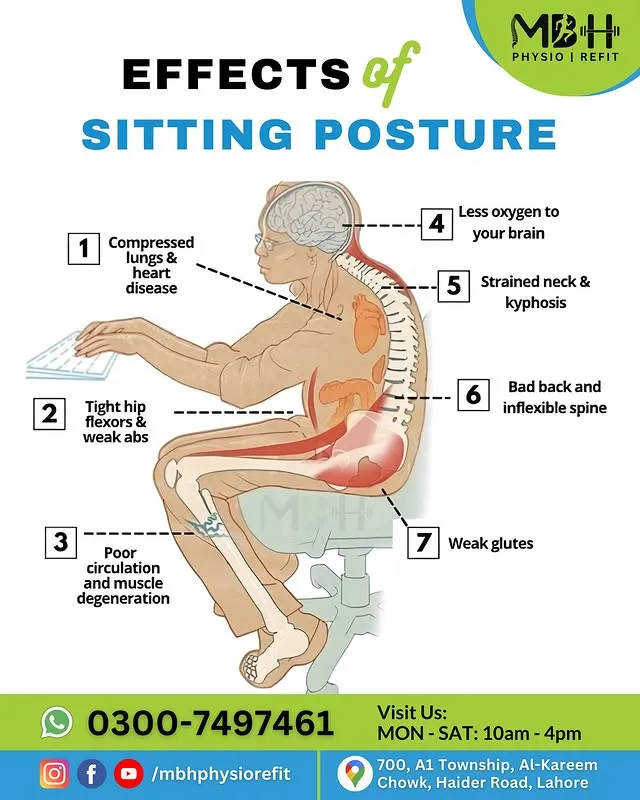 MBH
PHYSIO | REFIT
EFFECTS of
SITTING POSTURE
1
Compressed
lungs &
heart
disease
4
Less oxygen to
your brain
5
Strained neck &
kyphosis
2
Tight hip
flexors &
weak abs
6
Bad back and
inflexible spine
3
Poor
circulation
and muscle
degeneration
7
Weak glutes
MBH
0300-7497461
Visit Us:
MON - SAT: 10am - 4pm
/mbhphysiorefit
700, A1 Township, Al-Kareem
Chowk, Haider Road, Lahore